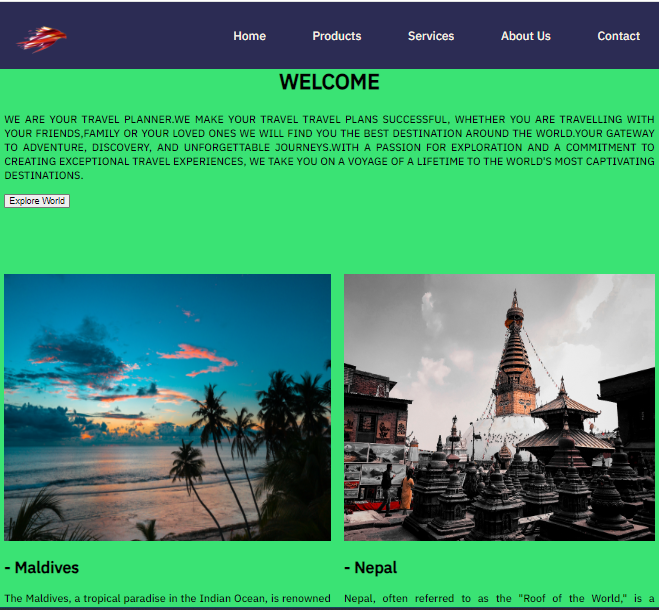 Home Products Services About Us Contact
WELCOME
WE ARE YOUR TRAVEL PLANNER.WE MAKE YOUR TRAVEL TRAVEL PLANS SUCCESSFUL, WHETHER YOU ARE TRAVELLING WITH
YOUR FRIENDS,FAMILY OR YOUR LOVED ONES WE WILL FIND YOU THE BEST DESTINATION AROUND THE WORLD.YOUR GATEWAY
TO ADVENTURE, DISCOVERY, AND UNFORGETTABLE JOURNEYS.WITH A PASSION FOR EXPLORATION AND A COMMITMENT TO
CREATING EXCEPTIONAL TRAVEL EXPERIENCES, WE TAKE YOU ON A VOYAGE OF A LIFETIME TO THE WORLD'S MOST CAPTIVATING
DESTINATIONS.
Explore World
- Maldives
The Maldives, a tropical paradise in the Indian Ocean, is renowned
- Nepal
Nepal, often referred to as the "Roof of the World," is a